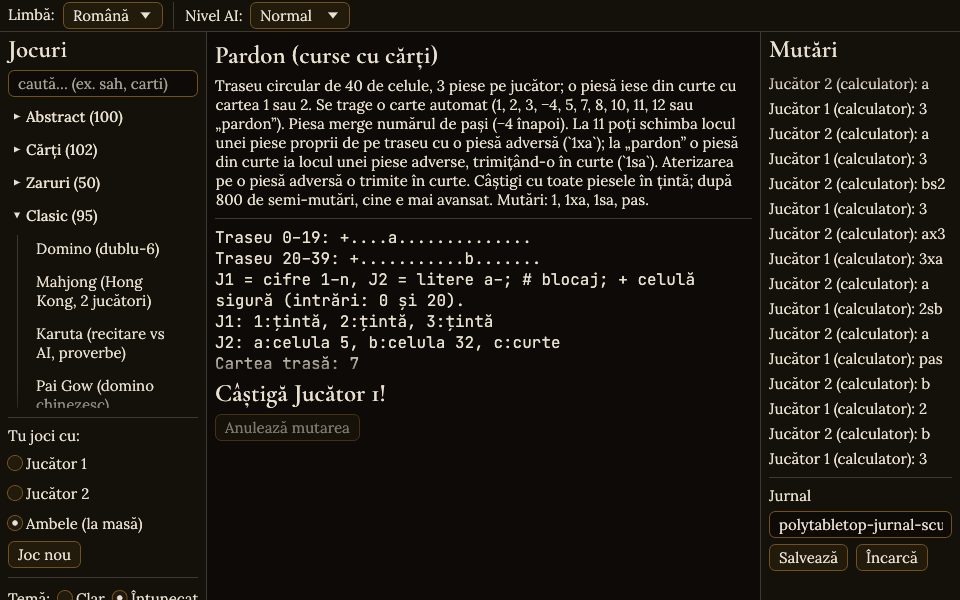 Limbă: Română ▼ Nivel AI: Normal ▼
Jocuri
caută... (ex. sah, carti)
▸ Abstract (100)
▸ Cărți (102)
▸ Zaruri (50)
▾ Clasic (95)
Domino (dublu-6)
Mahjong (Hong
Kong, 2 jucători)
Karuta (recitare vs
AI, proverbe)
Pai Gow (domino
chinezesc)
Tu joci cu:
Jucător 1
Jucător 2
Ambele (la masă)
Joc nou
Temă: Clar Întunecat
Pardon (curse cu cărți)
Traseu circular de 40 de celule, 3 piese pe jucător; o piesă iese din curte cu
cartea 1 sau 2. Se trage o carte automat (1, 2, 3, −4, 5, 7, 8, 10, 11, 12 sau
„pardon”). Piesa merge numărul de pași (−4 înapoi). La 11 poți schimba locul
unei piese proprii de pe traseu cu o piesă adversă (`1xa`); la „pardon” o piesă
din curte ia locul unei piese adverse, trimițând-o în curte (`1sa`). Aterizarea
pe o piesă adversă o trimite în curte. Câștigi cu toate piesele în țintă; după
800 de semi-mutări, cine e mai avansat. Mutări: 1, 1xa, 1sa, pas.
Traseu 0–19: +....a..............
Traseu 20–39: +...........b.......
J1 = cifre 1–n, J2 = litere a–; # blocaj; + celulă
sigură (intrări: 0 și 20).
J1: 1:țintă, 2:țintă, 3:țintă
J2: a:celula 5, b:celula 32, c:curte
Cartea trasă: 7
Câștigă Jucător 1!
Anulează mutarea
Mutări
Jucător 2 (calculator): a
Jucător 1 (calculator): 3
Jucător 2 (calculator): a
Jucător 1 (calculator): 3
Jucător 2 (calculator): bs2
Jucător 1 (calculator): 3
Jucător 2 (calculator): ax3
Jucător 1 (calculator): 3xa
Jucător 2 (calculator): a
Jucător 1 (calculator): 2sb
Jucător 2 (calculator): a
Jucător 1 (calculator): pas
Jucător 2 (calculator): b
Jucător 1 (calculator): 2
Jucător 2 (calculator): b
Jucător 1 (calculator): 3
Jurnal
polytabletop-jurnal-scu
Salvează Încarcă